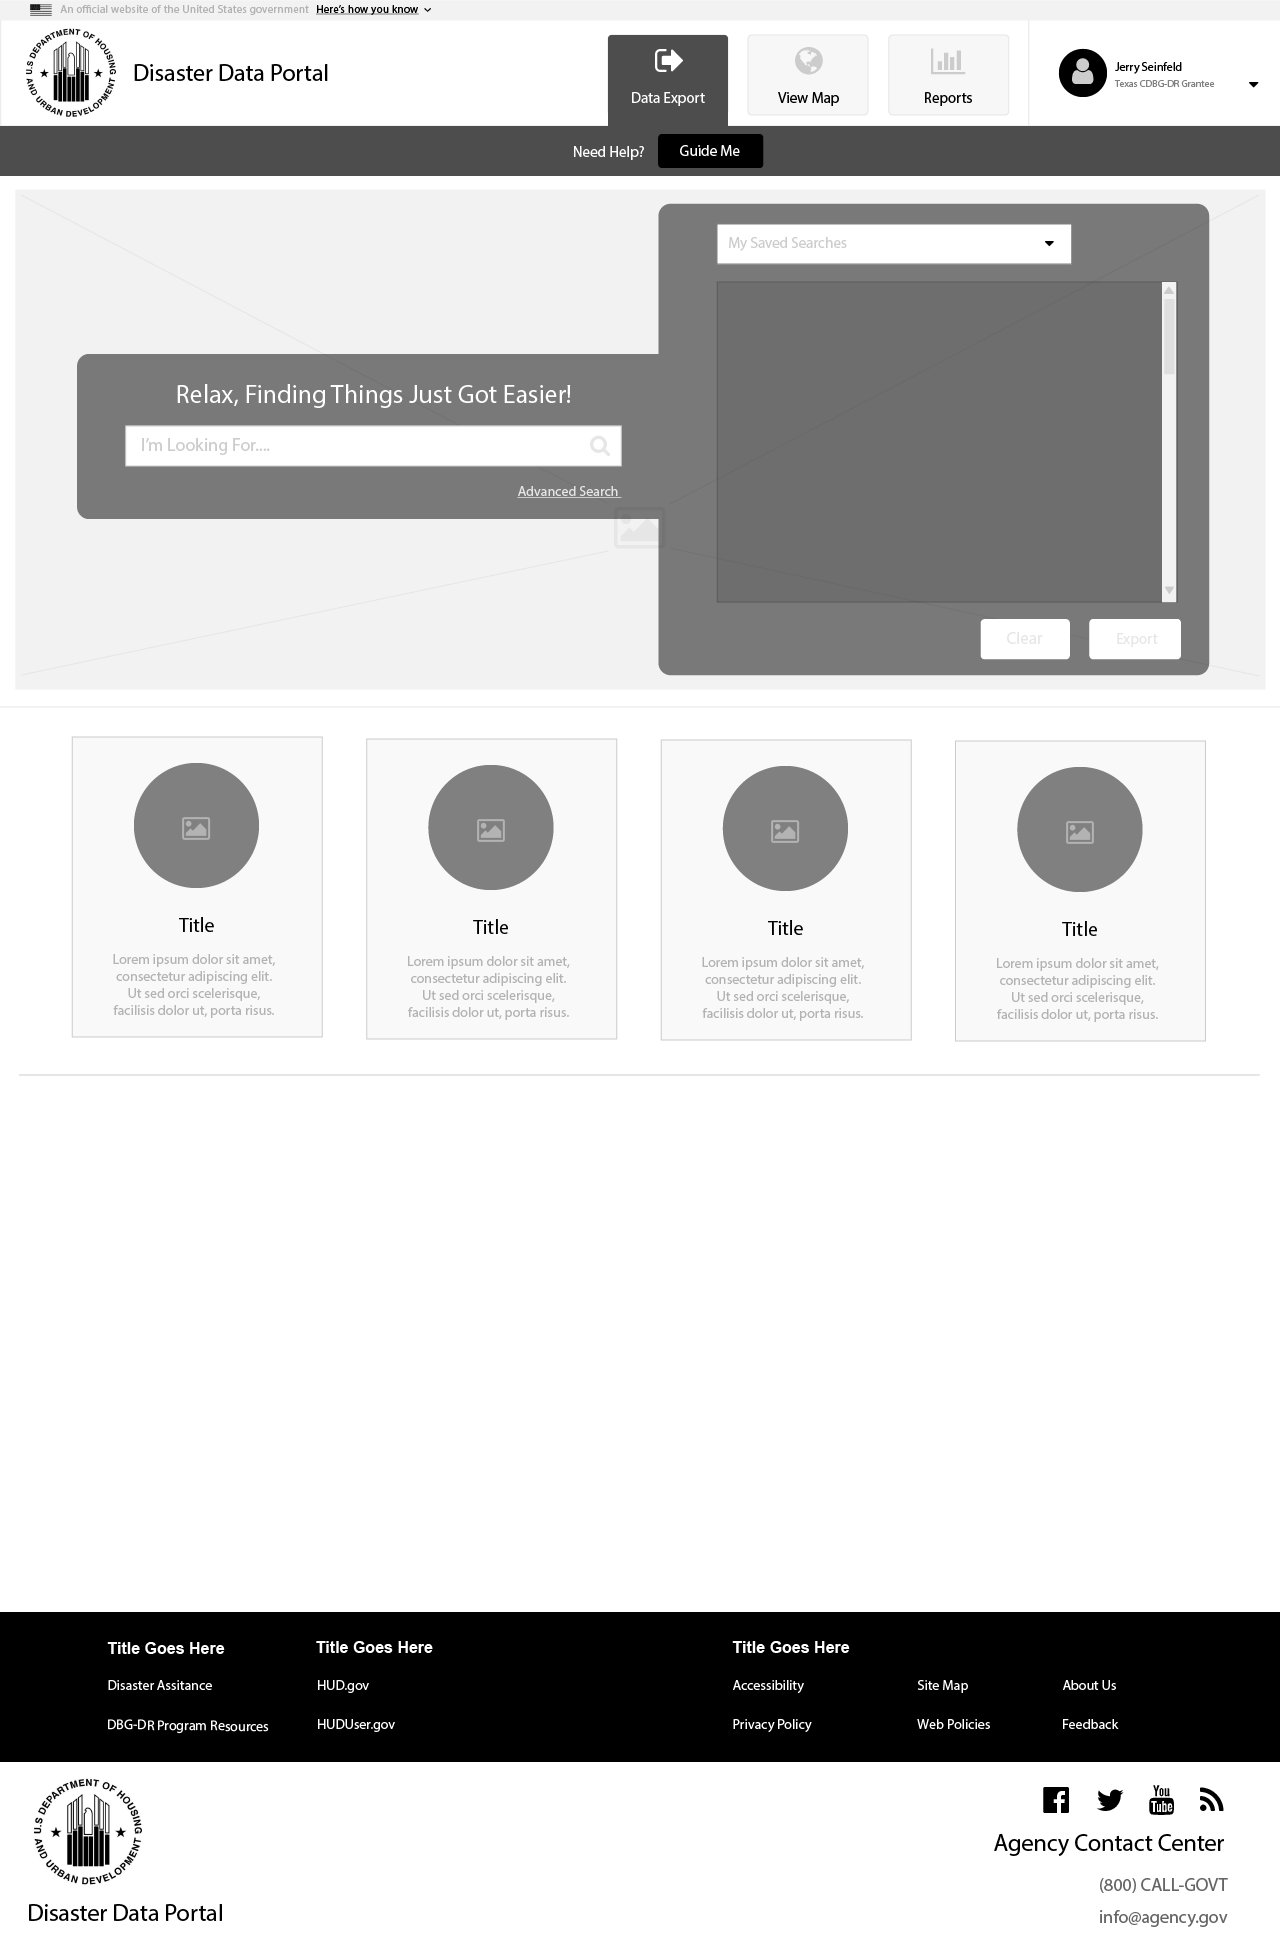 An official website of the United States government Here's how you know
U.S DEPARTMENT OF HOUSING AND URBAN DEVELOPMENT
Disaster Data Portal
Data Export
View Map
Reports
Jerry Seinfeld
Texas CDBG-DR Grantee
Need Help?
Guide Me
My Saved Searches
Relax, Finding Things Just Got Easier!
I'm Looking For....
Advanced Search
Clear
Export
Title
Lorem ipsum dolor sit amet,
consectetur adipiscing elit.
Ut sed orci scelerisque,
facilisis dolor ut, porta risus.
Title
Lorem ipsum dolor sit amet,
consectetur adipiscing elit.
Ut sed orci scelerisque,
facilisis dolor ut, porta risus.
Title
Lorem ipsum dolor sit amet,
consectetur adipiscing elit.
Ut sed orci scelerisque,
facilisis dolor ut, porta risus.
Title
Lorem ipsum dolor sit amet,
consectetur adipiscing elit.
Ut sed orci scelerisque,
facilisis dolor ut, porta risus.
Title Goes Here
Disaster Assitance
DBG-DR Program Resources
Title Goes Here
HUD.gov
HUDUser.gov
Title Goes Here
Accessibility
Site Map
About Us
Privacy Policy
Web Policies
Feedback
U.S DEPARTMENT OF HOUSING AND URBAN DEVELOPMENT
Disaster Data Portal
You
Tube
Agency Contact Center
(800) CALL-GOVT
info@agency.gov